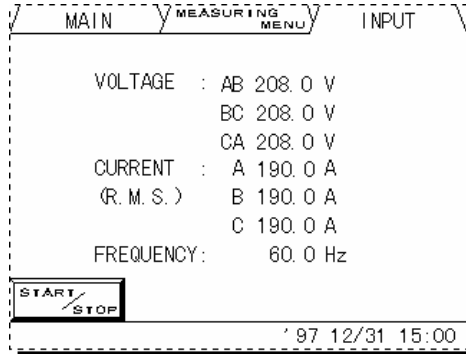 MAIN MEASURING MENU INPUT
VOLTAGE : AB 208.0 V
BC 208.0 V
CA 208.0 V
CURRENT : A 190.0 A
(R.M.S.) B 190.0 A
C 190.0 A
FREQUENCY: 60.0 Hz
START/STOP
'97 12/31 15:00